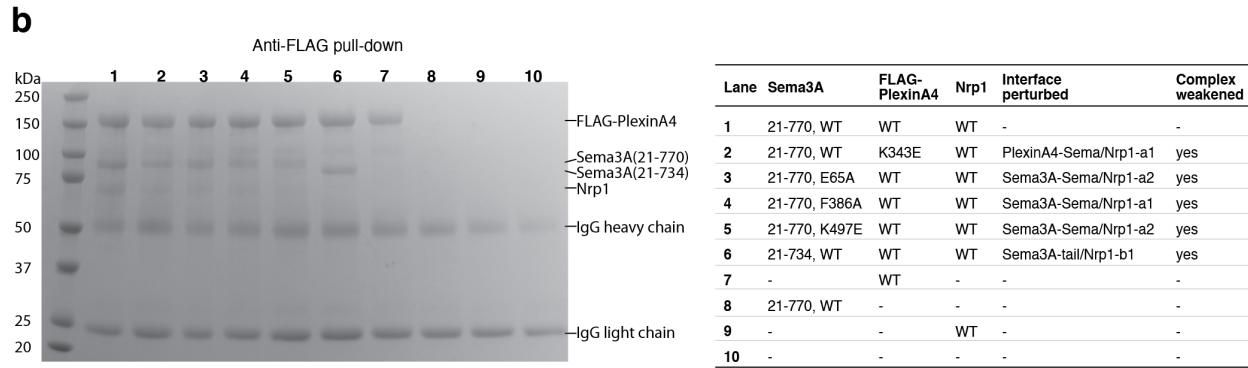 b
Anti-FLAG pull-down
kDa 1 2 3 4 5 6 7 8 9 10
250
150
100
75
50
37
25
20
FLAG-PlexinA4
Sema3A(21-770)
Sema3A(21-734)
Nrp1
IgG heavy chain
IgG light chain
Lane Sema3A FLAG-PlexinA4 Nrp1 Interface perturbed Complex weakened
1 21-770, WT WT WT - -
2 21-770, WT K343E WT PlexinA4-Sema/Nrp1-a1 yes
3 21-770, E65A WT WT Sema3A-Sema/Nrp1-a2 yes
4 21-770, F386A WT WT Sema3A-Sema/Nrp1-a1 yes
5 21-770, K497E WT WT Sema3A-Sema/Nrp1-a2 yes
6 21-734, WT WT WT Sema3A-tail/Nrp1-b1 yes
7 - WT - - -
8 21-770, WT - - - -
9 - - WT - -
10 - - - - -